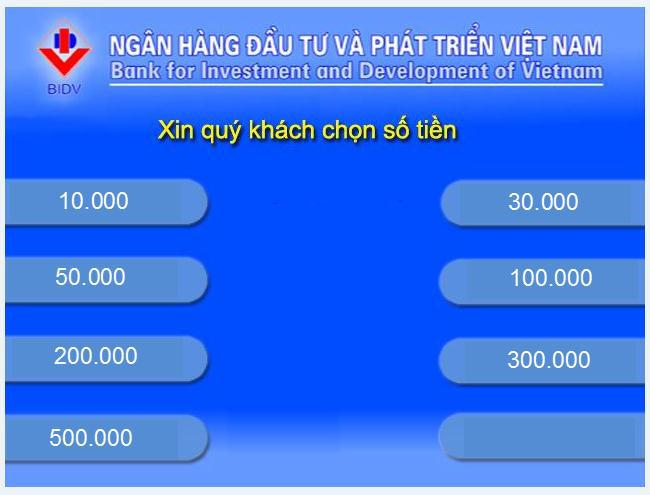 NGÂN HÀNG ĐẦU TƯ VÀ PHÁT TRIỂN VIỆT NAM
Bank for Investment and Development of Vietnam
BIDV
Xin quý khách chọn số tiền
10.000
30.000
50.000
100.000
200.000
300.000
500.000